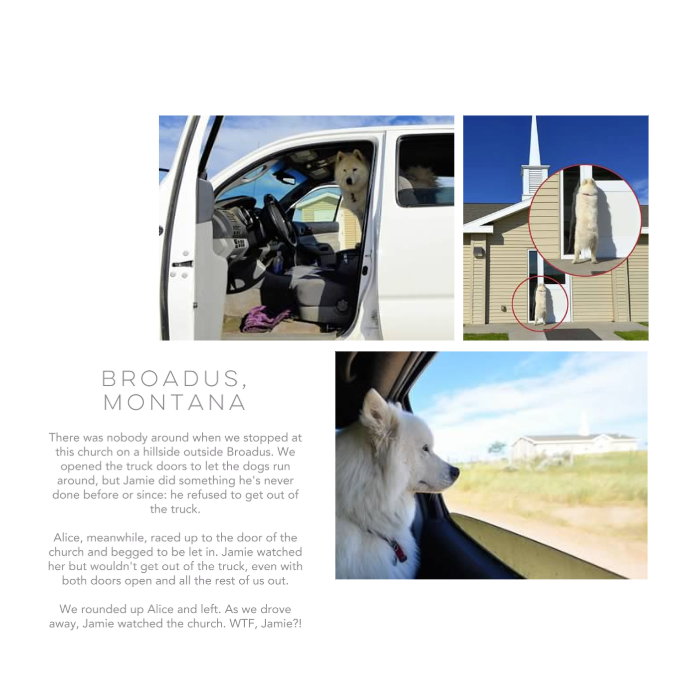 BROADUS,
MONTANA
There was nobody around when we stopped at
this church on a hillside outside Broadus. We
opened the truck doors to let the dogs run
around, but Jamie did something he's never
done before or since: he refused to get out of
the truck.
Alice, meanwhile, raced up to the door of the
church and begged to be let in. Jamie watched
her but wouldn't get out of the truck, even with
both doors open and all the rest of us out.
We rounded up Alice and left. As we drove
away, Jamie watched the church. WTF, Jamie?!